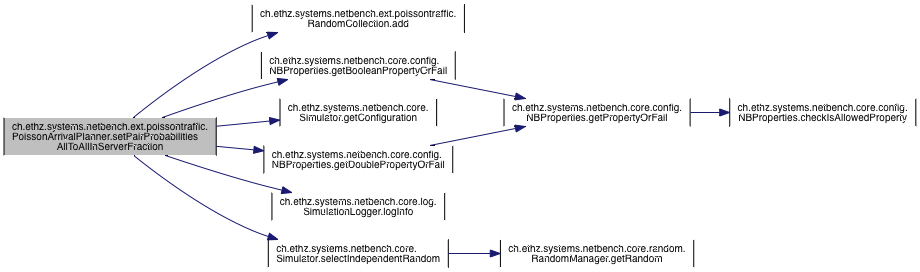 ch.ethz.systems.netbench.ext.poissontraffic.
RandomCollection.add
ch.ethz.systems.netbench.core.config.
NBProperties.getBooleanPropertyOrFail
ch.ethz.systems.netbench.core.
Simulator.getConfiguration
ch.ethz.systems.netbench.core.config.
NBProperties.getPropertyOrFail
ch.ethz.systems.netbench.core.config.
NBProperties.checkIsAllowedProperty
ch.ethz.systems.netbench.ext.poissontraffic.
PoissonArrivalPlanner.setPairProbabilities
AllToAllInServerFraction
ch.ethz.systems.netbench.core.config.
NBProperties.getDoublePropertyOrFail
ch.ethz.systems.netbench.core.log.
SimulationLogger.logInfo
ch.ethz.systems.netbench.core.
Simulator.selectIndependentRandom
ch.ethz.systems.netbench.core.random.
RandomManager.getRandom